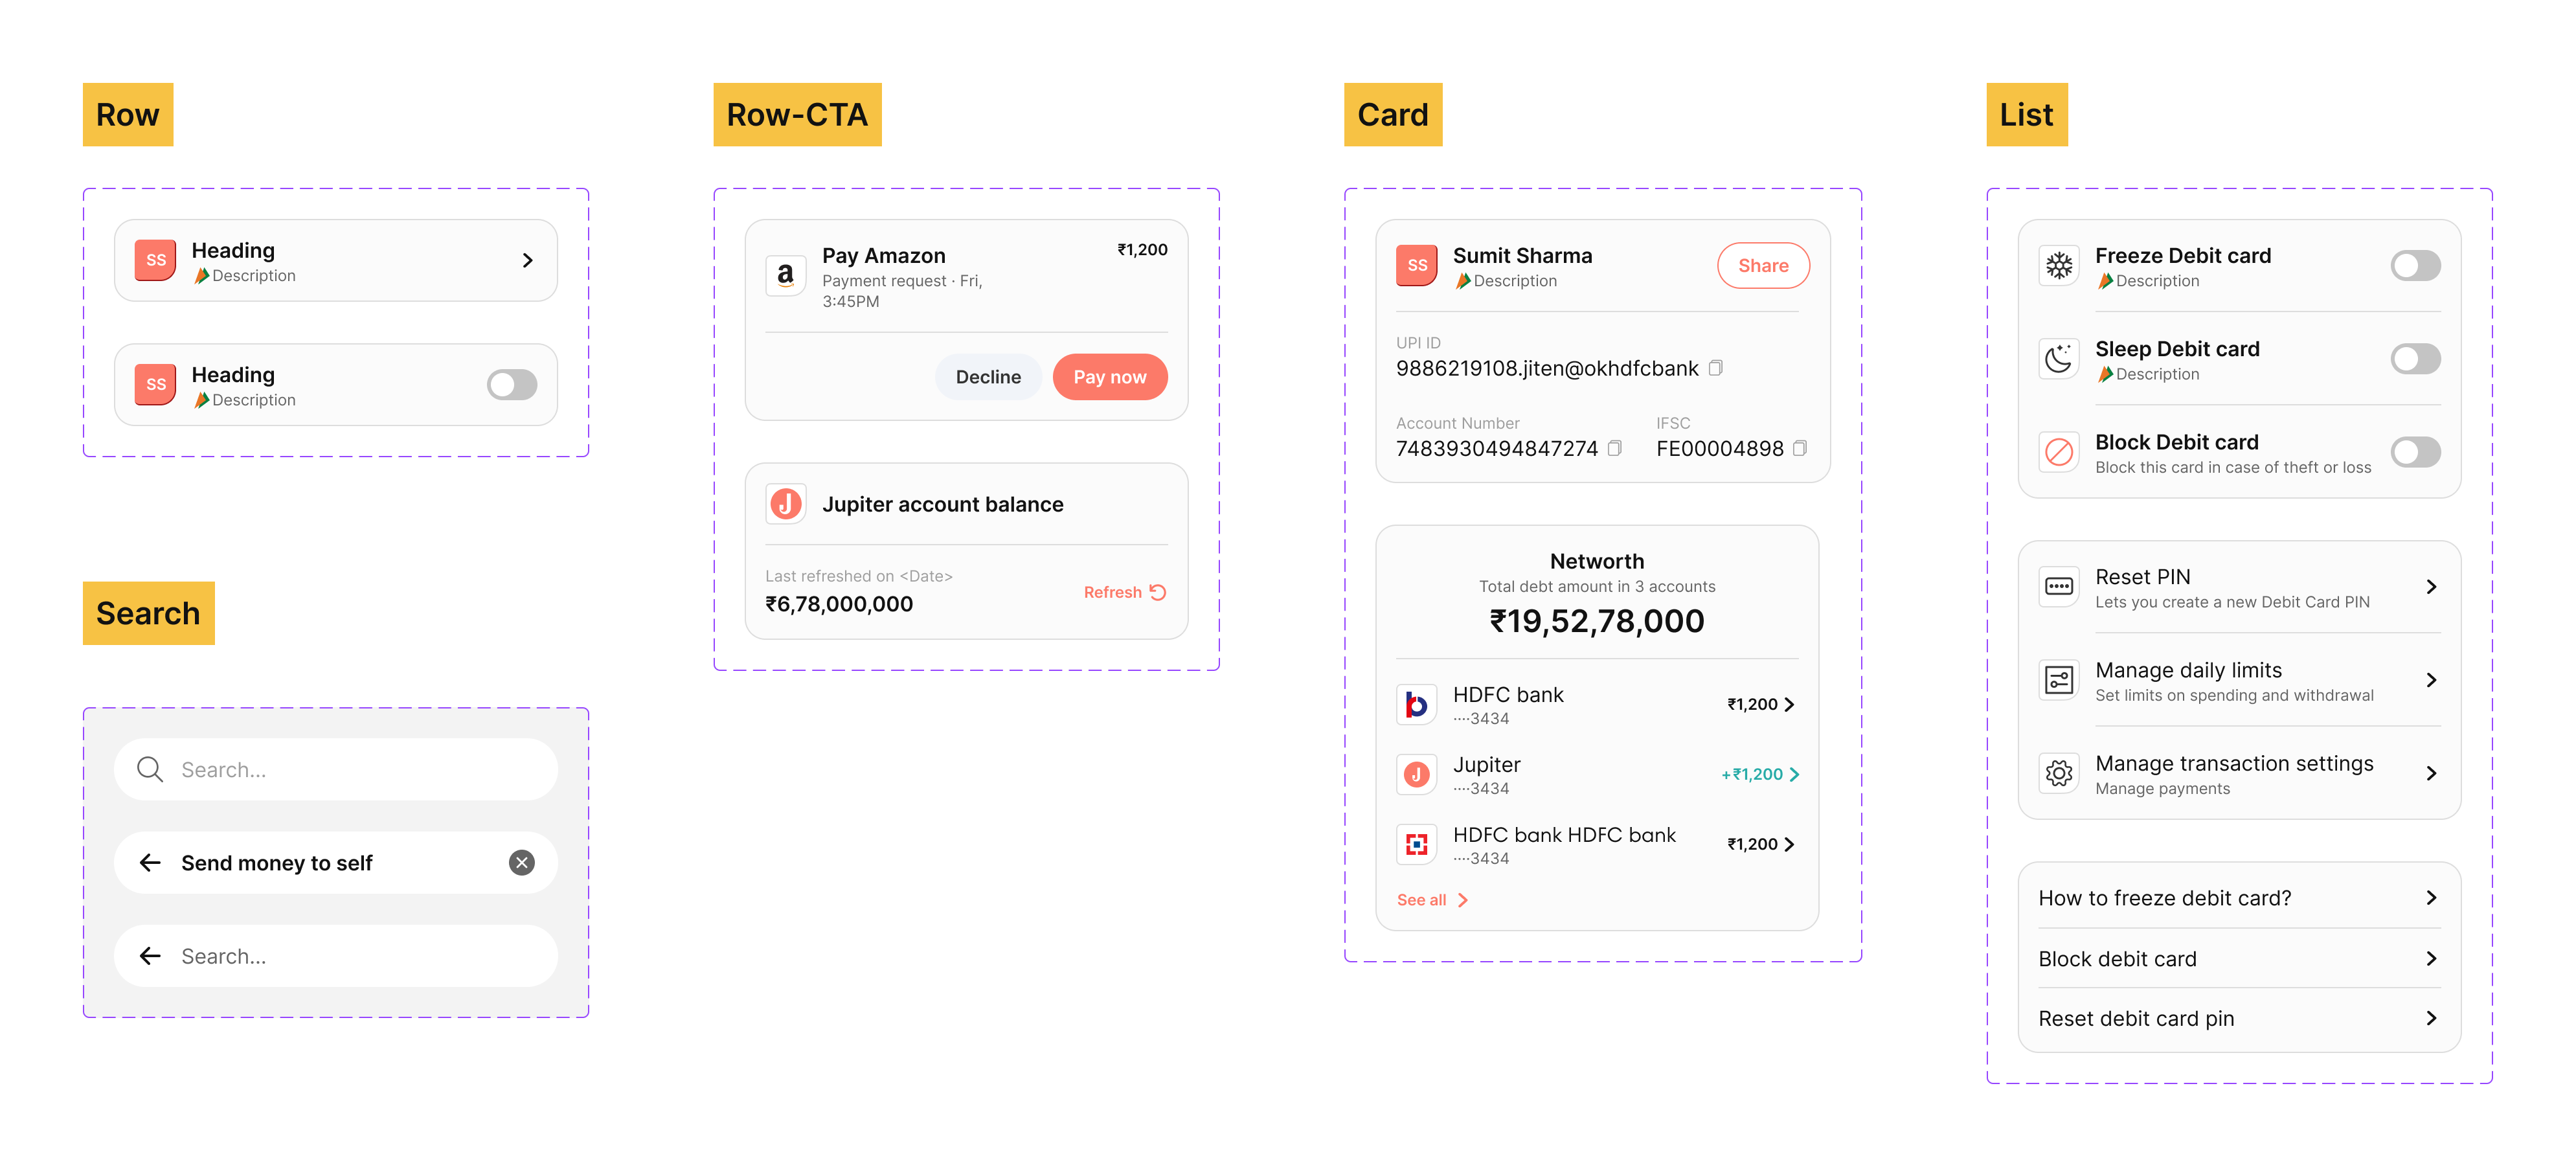 Row
SS
Heading
Description
SS
Heading
Description
Search
Search...
Send money to self
Search...
Row-CTA
a
Pay Amazon
₹1,200
Payment request · Fri,
3:45PM
Decline
Pay now
J
Jupiter account balance
Last refreshed on <Date>
₹6,78,000,000
Refresh
Card
SS
Sumit Sharma
Description
Share
UPI ID
9886219108.jiten@okhdfcbank
Account Number
7483930494847274
IFSC
FE00004898
Networth
Total debt amount in 3 accounts
₹19,52,78,000
b
HDFC bank
····3434
₹1,200
J
Jupiter
····3434
+₹1,200
HDFC bank HDFC bank
····3434
₹1,200
See all
List
Freeze Debit card
Description
Sleep Debit card
Description
Block Debit card
Block this card in case of theft or loss
Reset PIN
Lets you create a new Debit Card PIN
Manage daily limits
Set limits on spending and withdrawal
Manage transaction settings
Manage payments
How to freeze debit card?
Block debit card
Reset debit card pin